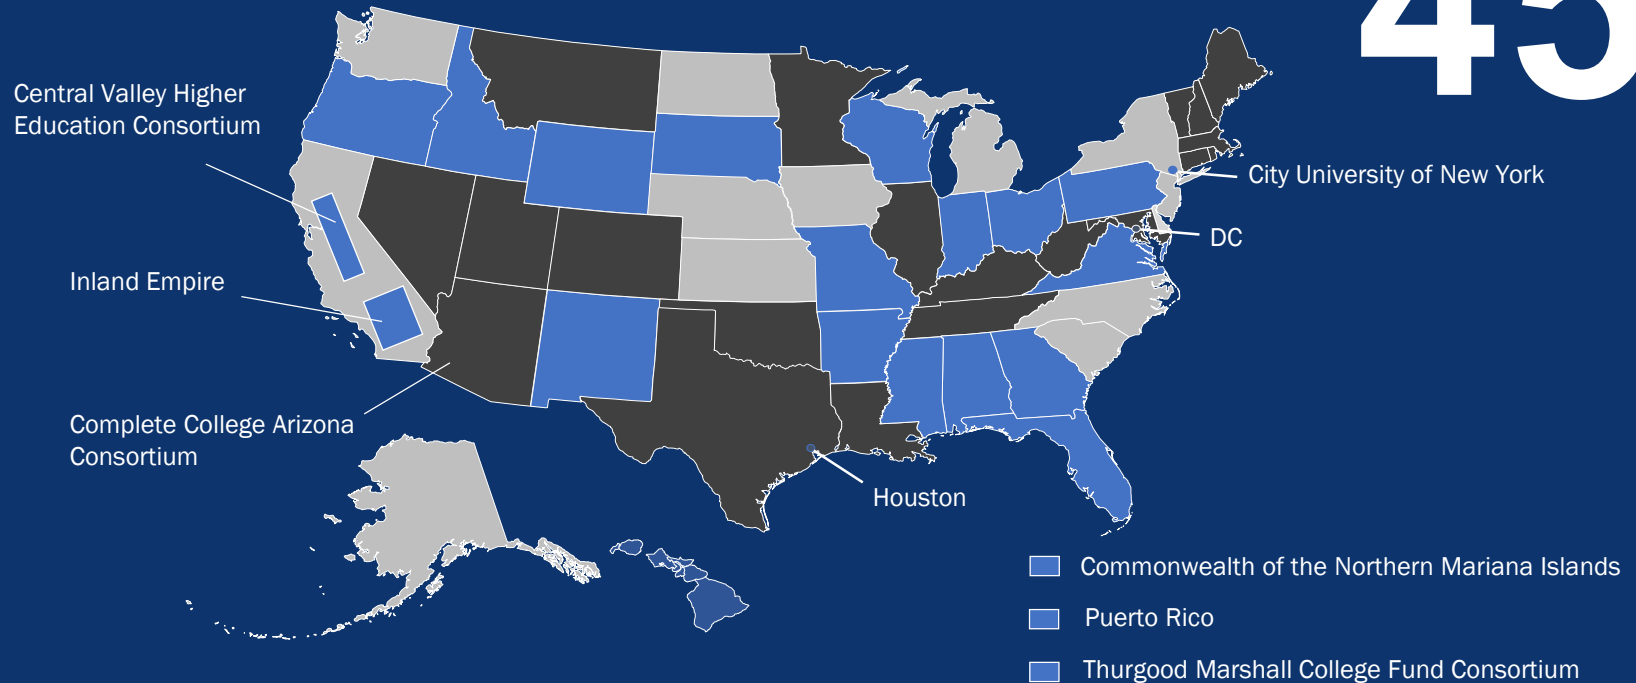 45
Central Valley Higher
Education Consortium
City University of New York
DC
Inland Empire
Complete College Arizona
Consortium
Houston
Commonwealth of the Northern Mariana Islands
Puerto Rico
Thurgood Marshall College Fund Consortium